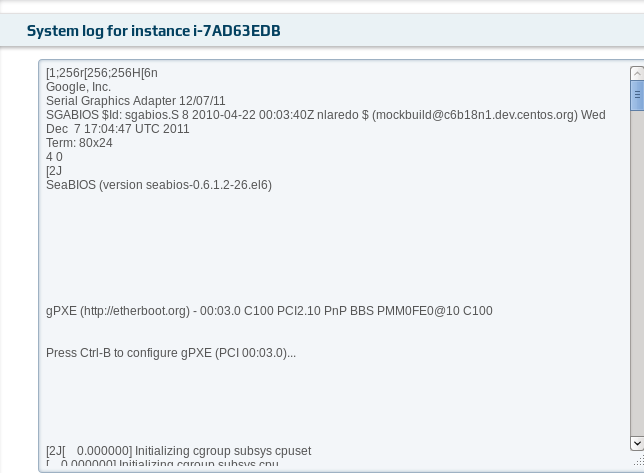 System log for instance i-7AD63EDB
[1;256r[256;256H[6n
Google, Inc.
Serial Graphics Adapter 12/07/11
SGABIOS $Id: sgabios.S 8 2010-04-22 00:03:40Z nlaredo $ (mockbuild@c6b18n1.dev.centos.org) Wed
Dec  7 17:04:47 UTC 2011
Term: 80x24
4 0
[2J
SeaBIOS (version seabios-0.6.1.2-26.el6)
gPXE (http://etherboot.org) - 00:03.0 C100 PCI2.10 PnP BBS PMM0FE0@10 C100
Press Ctrl-B to configure gPXE (PCI 00:03.0)...
[2J[    0.000000] Initializing cgroup subsys cpuset
[    0.000000] Initializing cgroup subsys cpu